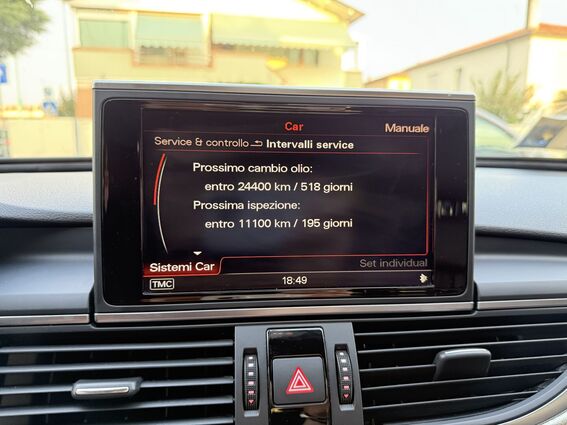 Car
Manuale
Service & controllo Intervalli service
Prossimo cambio olio:
entro 24400 km / 518 giorni
Prossima ispezione:
entro 11100 km / 195 giorni
Sistemi Car
Set individual
TMC
18:49